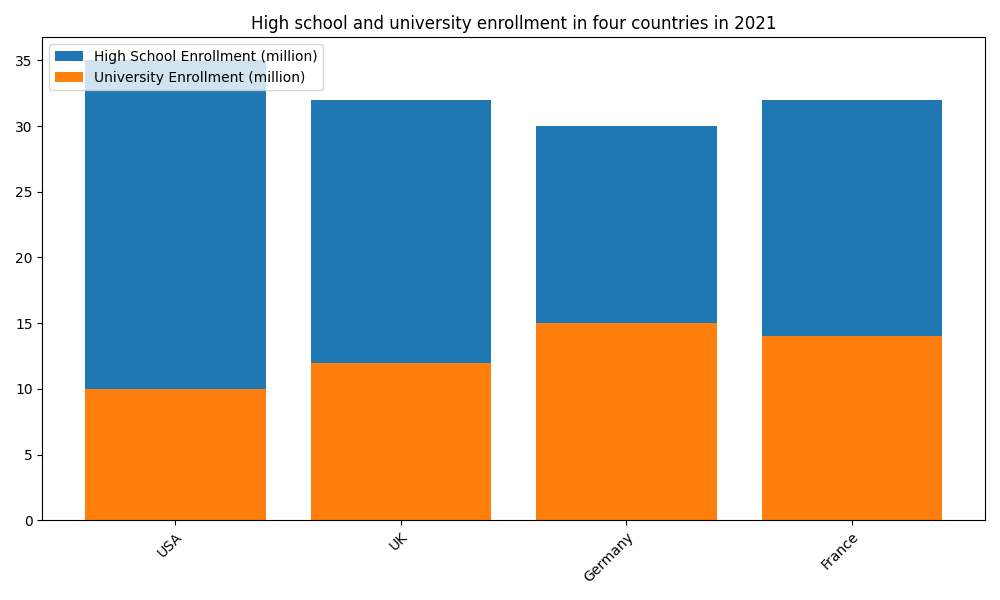 High school and university enrollment in four countries in 2021
High School Enrollment (million)
University Enrollment (million)
35
30
25
20
15
10
5
0
USA
UK
Germany
France